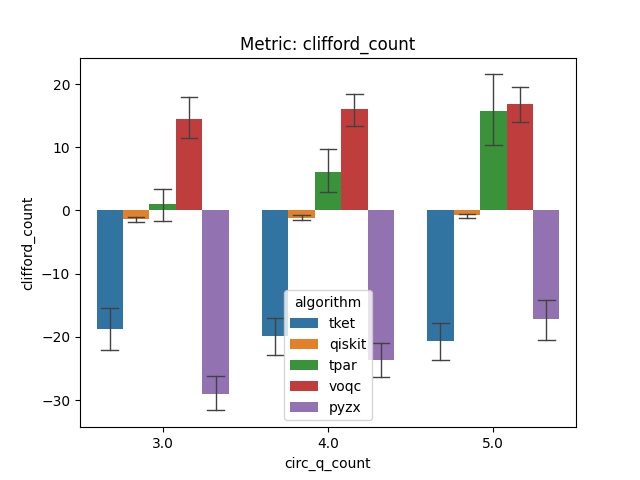 Metric: clifford_count
clifford_count
20
10
0
−10
−20
−30
algorithm
tket
qiskit
tpar
voqc
pyzx
3.0 4.0 5.0
circ_q_count